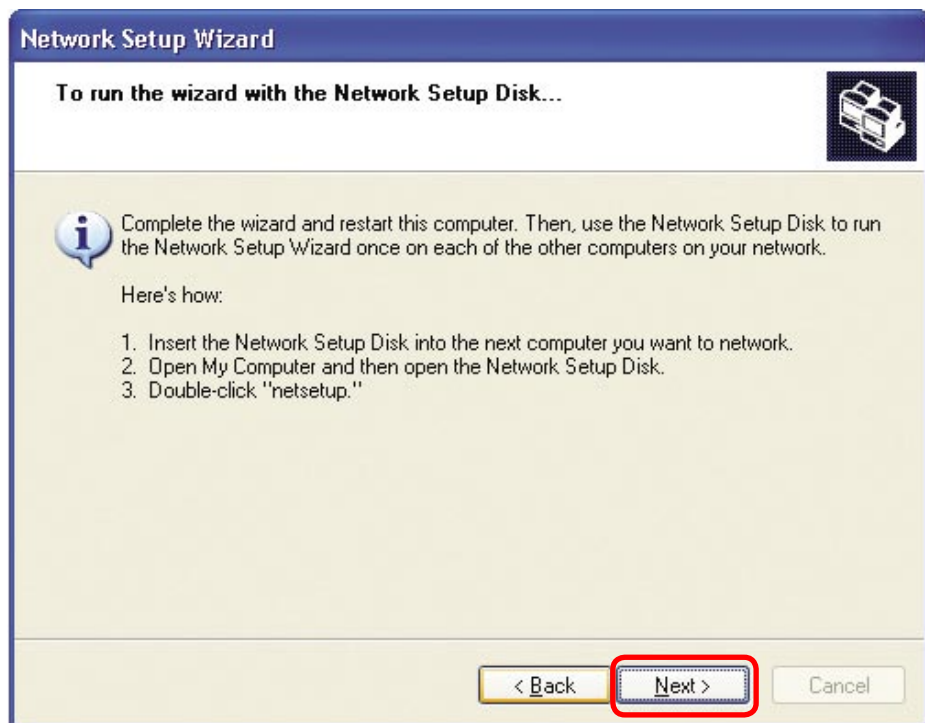 Network Setup Wizard
To run the wizard with the Network Setup Disk...
Complete the wizard and restart this computer. Then, use the Network Setup Disk to run
the Network Setup Wizard once on each of the other computers on your network.
Here's how:
1. Insert the Network Setup Disk into the next computer you want to network.
2. Open My Computer and then open the Network Setup Disk.
3. Double-click "netsetup."
< Back
Next >
Cancel